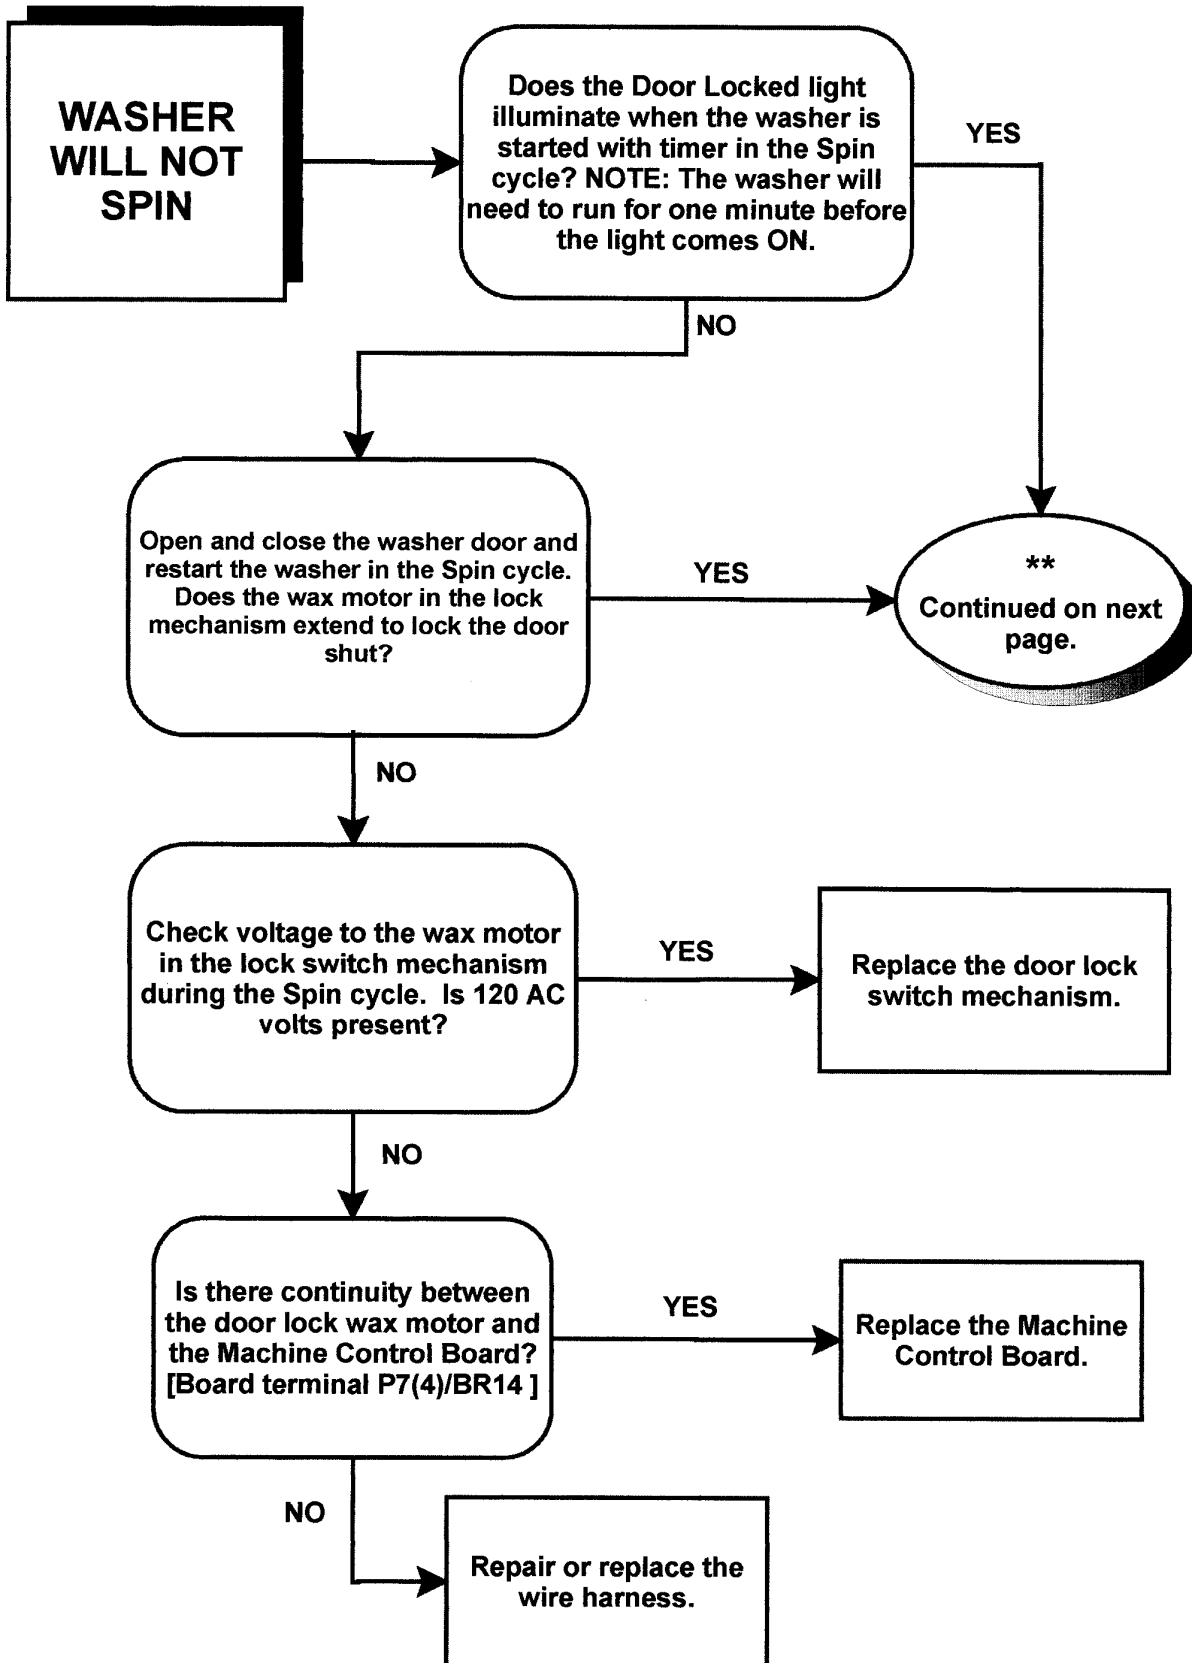 WASHER
WILL NOT
SPIN
Does the Door Locked light
illuminate when the washer is
started with timer in the Spin
cycle? NOTE: The washer will
need to run for one minute before
the light comes ON.
YES
NO
Open and close the washer door and
restart the washer in the Spin cycle.
Does the wax motor in the lock
mechanism extend to lock the door
shut?
YES
**
Continued on next
page.
NO
Check voltage to the wax motor
in the lock switch mechanism
during the Spin cycle.  Is 120 AC
volts present?
YES
Replace the door lock
switch mechanism.
NO
Is there continuity between
the door lock wax motor and
the Machine Control Board?
[Board terminal P7(4)/BR14 ]
YES
Replace the Machine
Control Board.
NO
Repair or replace the
wire harness.